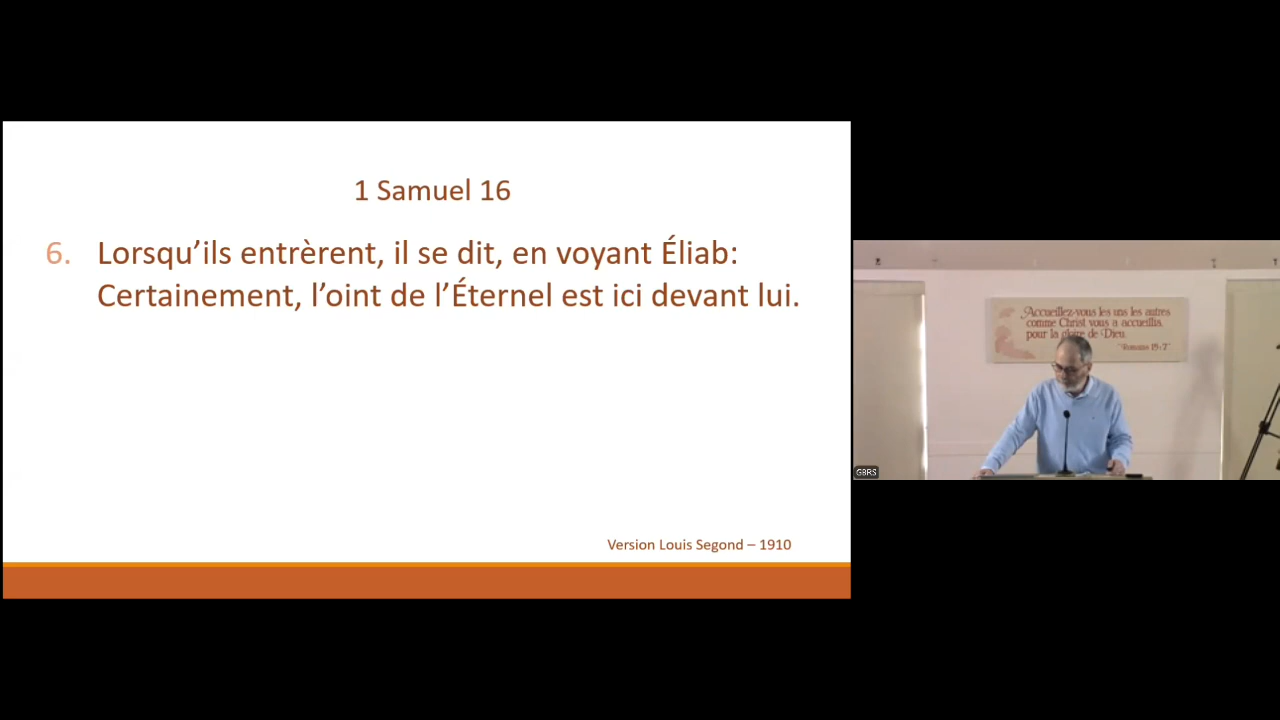 1 Samuel 16
6. Lorsqu’ils entrèrent, il se dit, en voyant Éliab:
Certainement, l’oint de l’Éternel est ici devant lui.
Version Louis Segond – 1910
Accueillez-vous les uns les autres
comme Christ vous a accueillis,
pour la gloire de Dieu.
"Romains 15:7"
GBRS